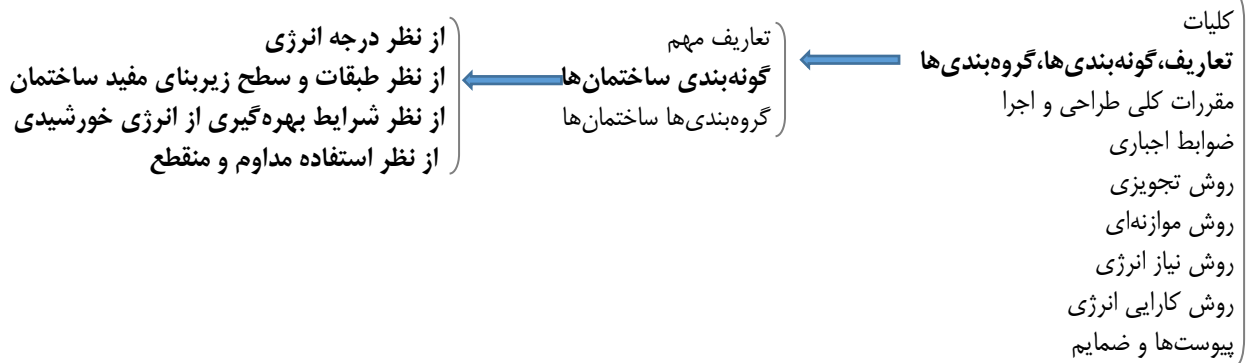 کلیات
تعاریف،گونه‌بندی‌ها،گروه‌بندی‌ها
مقررات کلی طراحی و اجرا
ضوابط اجباری
روش تجویزی
روش موازنه‌ای
روش نیاز انرژی
روش کارایی انرژی
پیوست‌ها و ضمایم
تعاریف مهم
گونه‌بندی ساختمان‌ها
گروه‌بندی‌ها ساختمان‌ها
از نظر درجه انرژی
از نظر طبقات و سطح زیربنای مفید ساختمان
از نظر شرایط بهره‌گیری از انرژی خورشیدی
از نظر استفاده مداوم و منقطع